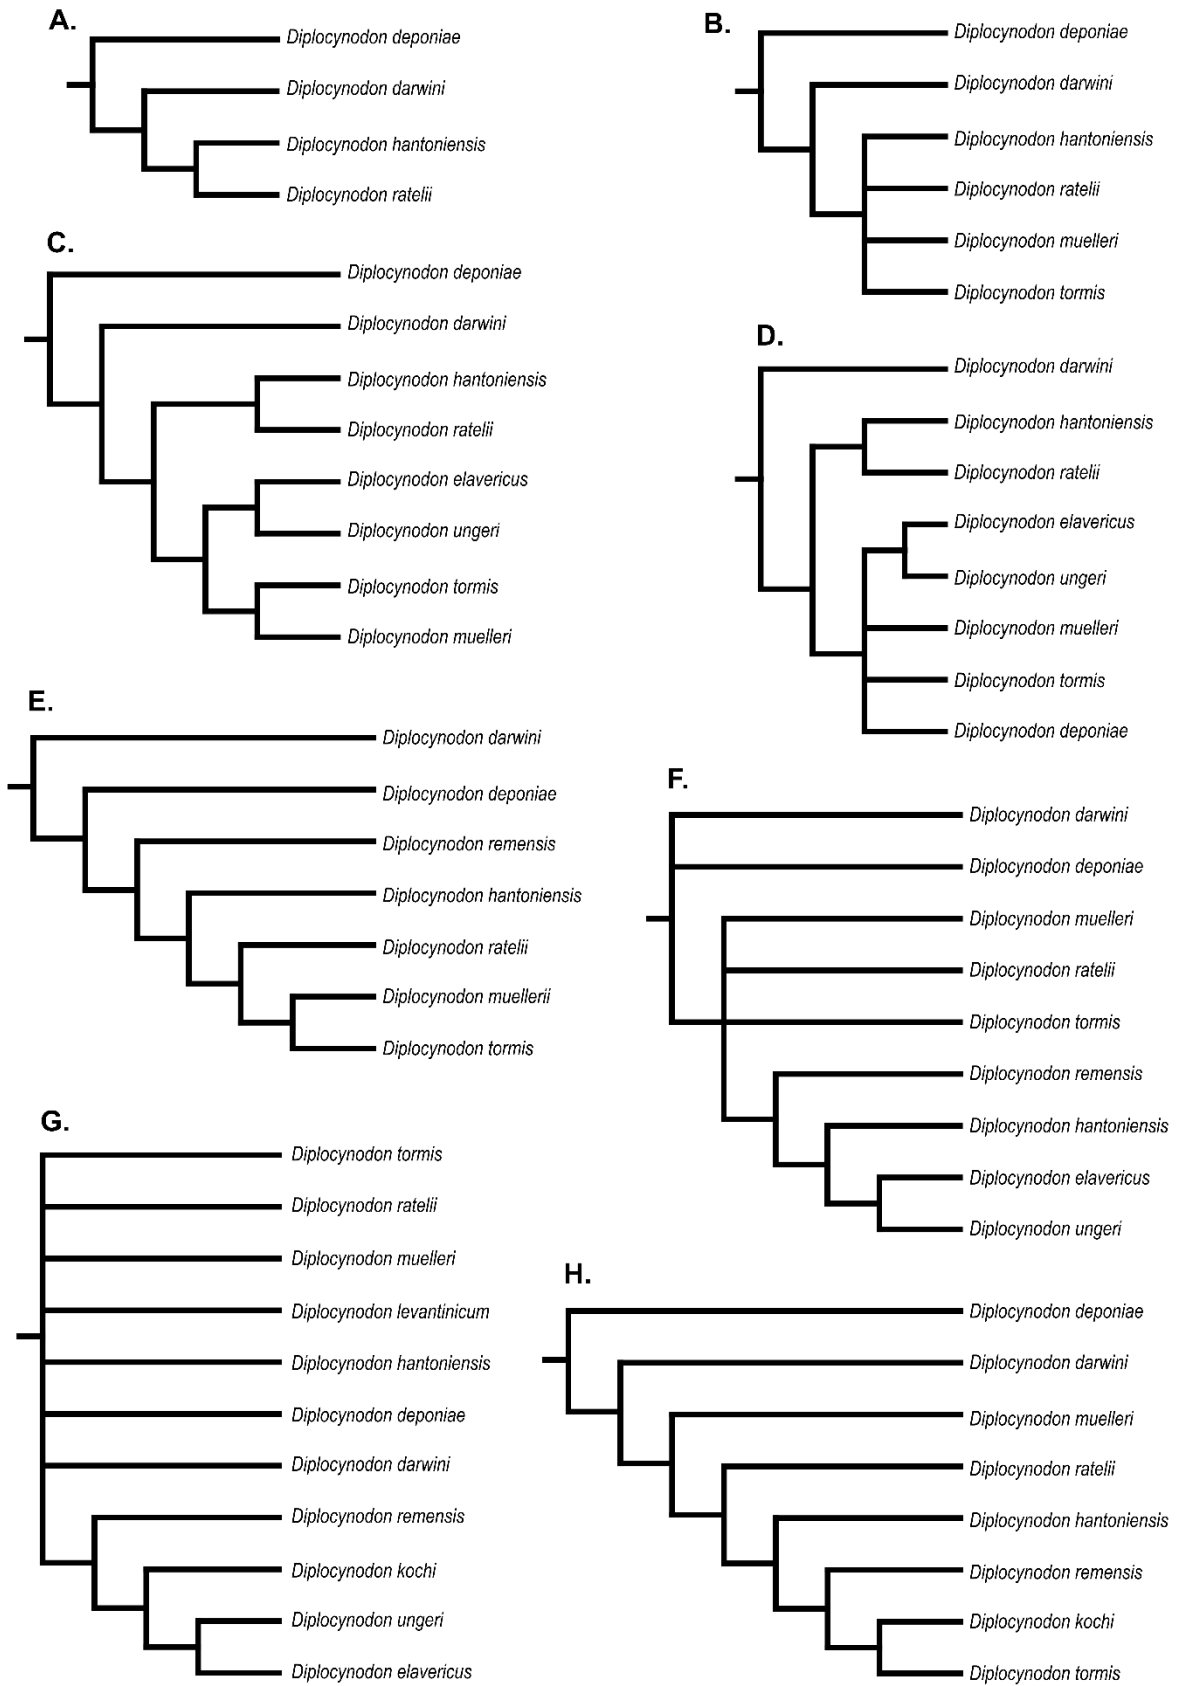 A.
Diplocynodon deponiae
Diplocynodon darwini
Diplocynodon hantoniensis
Diplocynodon ratelii
B.
Diplocynodon deponiae
Diplocynodon darwini
Diplocynodon hantoniensis
Diplocynodon ratelii
Diplocynodon muelleri
Diplocynodon tormis
C.
Diplocynodon deponiae
Diplocynodon darwini
Diplocynodon hantoniensis
Diplocynodon ratelii
Diplocynodon elavericus
Diplocynodon ungeri
Diplocynodon tormis
Diplocynodon muelleri
D.
Diplocynodon darwini
Diplocynodon hantoniensis
Diplocynodon ratelii
Diplocynodon elavericus
Diplocynodon ungeri
Diplocynodon muelleri
Diplocynodon tormis
Diplocynodon deponiae
E.
Diplocynodon darwini
Diplocynodon deponiae
Diplocynodon remensis
Diplocynodon hantoniensis
Diplocynodon ratelii
Diplocynodon muellerii
Diplocynodon tormis
F.
Diplocynodon darwini
Diplocynodon deponiae
Diplocynodon muelleri
Diplocynodon ratelii
Diplocynodon tormis
Diplocynodon remensis
Diplocynodon hantoniensis
Diplocynodon elavericus
Diplocynodon ungeri
G.
Diplocynodon tormis
Diplocynodon ratelii
Diplocynodon muelleri
Diplocynodon levantinicum
Diplocynodon hantoniensis
Diplocynodon deponiae
Diplocynodon darwini
Diplocynodon remensis
Diplocynodon kochi
Diplocynodon ungeri
Diplocynodon elavericus
H.
Diplocynodon deponiae
Diplocynodon darwini
Diplocynodon muelleri
Diplocynodon ratelii
Diplocynodon hantoniensis
Diplocynodon remensis
Diplocynodon kochi
Diplocynodon tormis